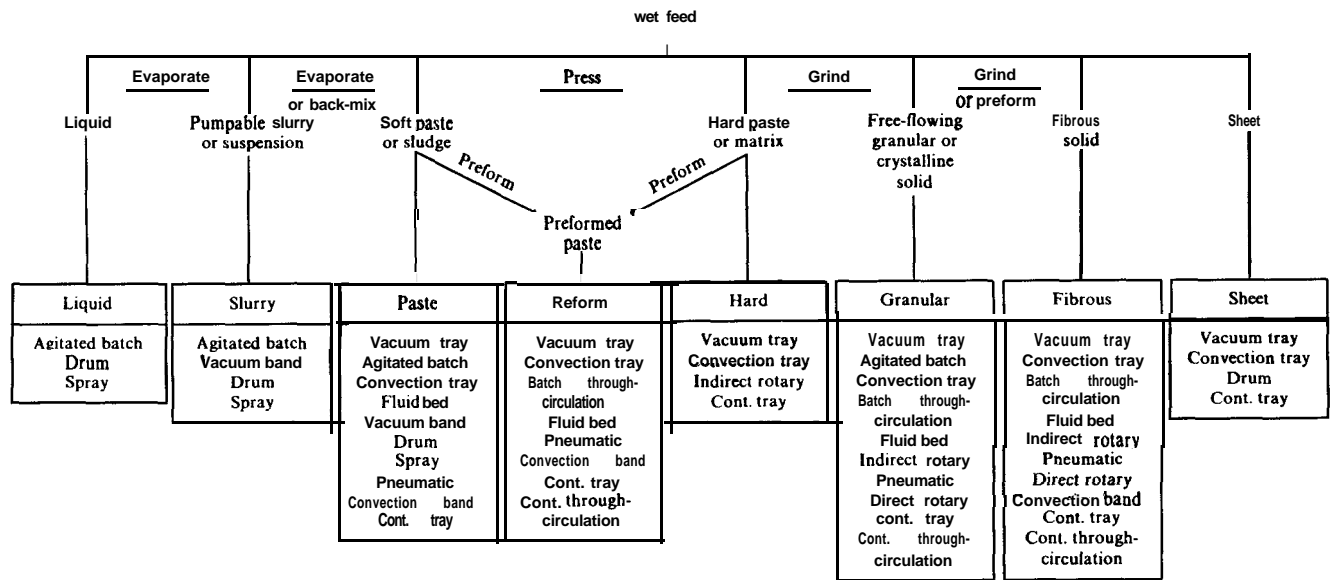 wet feed
Evaporate
Evaporate
or back-mix
Press
Grind
Grind
or preform
Liquid
Pumpable slurry
or suspension
Soft paste
or sludge
Hard paste
or matrix
Free-flowing
granular or
crystalline
solid
Fibrous
solid
Sheet
Preform
Preform
Preformed
paste
Liquid
Agitated batch
Drum
Spray
Slurry
Agitated batch
Vacuum band
Drum
Spray
Paste
Vacuum tray
Agitated batch
Convection tray
Fluid bed
Vacuum band
Drum
Spray
Pneumatic
Convection band
Cont. tray
Reform
Vacuum tray
Convection tray
Batch through-
circulation
Fluid bed
Pneumatic
Convection band
Cont. tray
Cont. through-
circulation
Hard
Vacuum tray
Convection tray
Indirect rotary
Cont. tray
Granular
Vacuum tray
Agitated batch
Convection tray
Batch through-
circulation
Fluid bed
Indirect rotary
Pneumatic
Direct rotary
cont. tray
Cont. through-
circulation
Fibrous
Vacuum tray
Convection tray
Batch through-
circulation
Fluid bed
Indirect rotary
Pneumatic
Direct rotary
Convection band
Cont. tray
Cont. through-
circulation
Sheet
Vacuum tray
Convection tray
Drum
Cont. tray